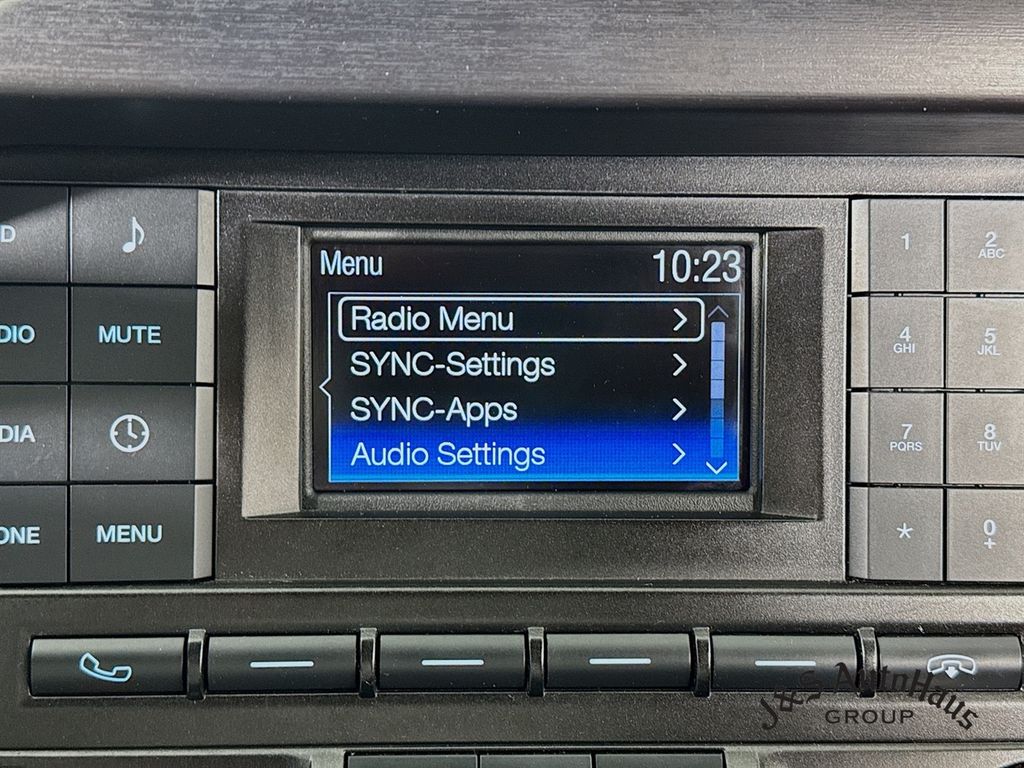 Menu 10:23
Radio Menu
SYNC-Settings
SYNC-Apps
Audio Settings
D
DIO
MUTE
DIA
ONE
MENU
1
2
ABC
4
GHI
5
JKL
7
PQRS
8
TUV
*
0
+
J&S AutoHaus
GROUP